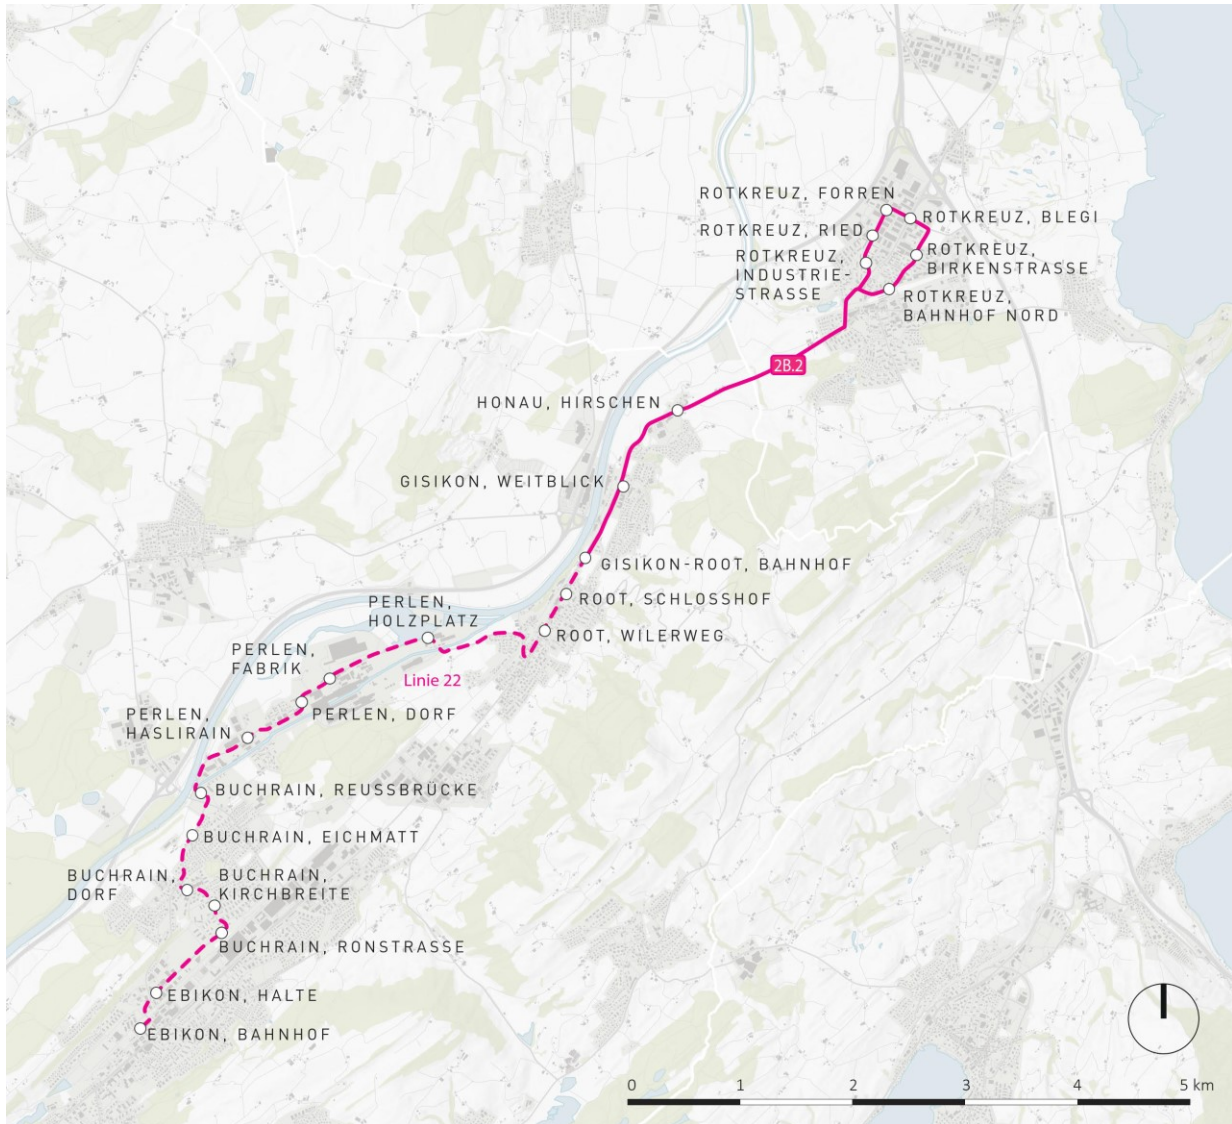 ROTKREUZ, FORREN
ROTKREUZ, BLEGI
ROTKREUZ, RIED
ROTKREUZ,
INDUSTRIE-
STRASSE
ROTKREUZ,
BIRKENSTRASSE
ROTKREUZ,
BAHNHOF NORD
2B.2
HONAU, HIRSCHEN
GISIKON, WEITBLICK
GISIKON-ROOT, BAHNHOF
ROOT, SCHLOSSHOF
PERLEN,
HOLZPLATZ
ROOT, WILERWEG
PERLEN,
FABRIK
Linie 22
PERLEN,
HASLIRAIN
PERLEN, DORF
BUCHRAIN, REUSSBRÜCKE
BUCHRAIN, EICHMATT
BUCHRAIN,
DORF
BUCHRAIN,
KIRCHBREITE
BUCHRAIN, RONSTRASSE
EBIKON, HALTE
EBIKON, BAHNHOF
0 1 2 3 4 5 km